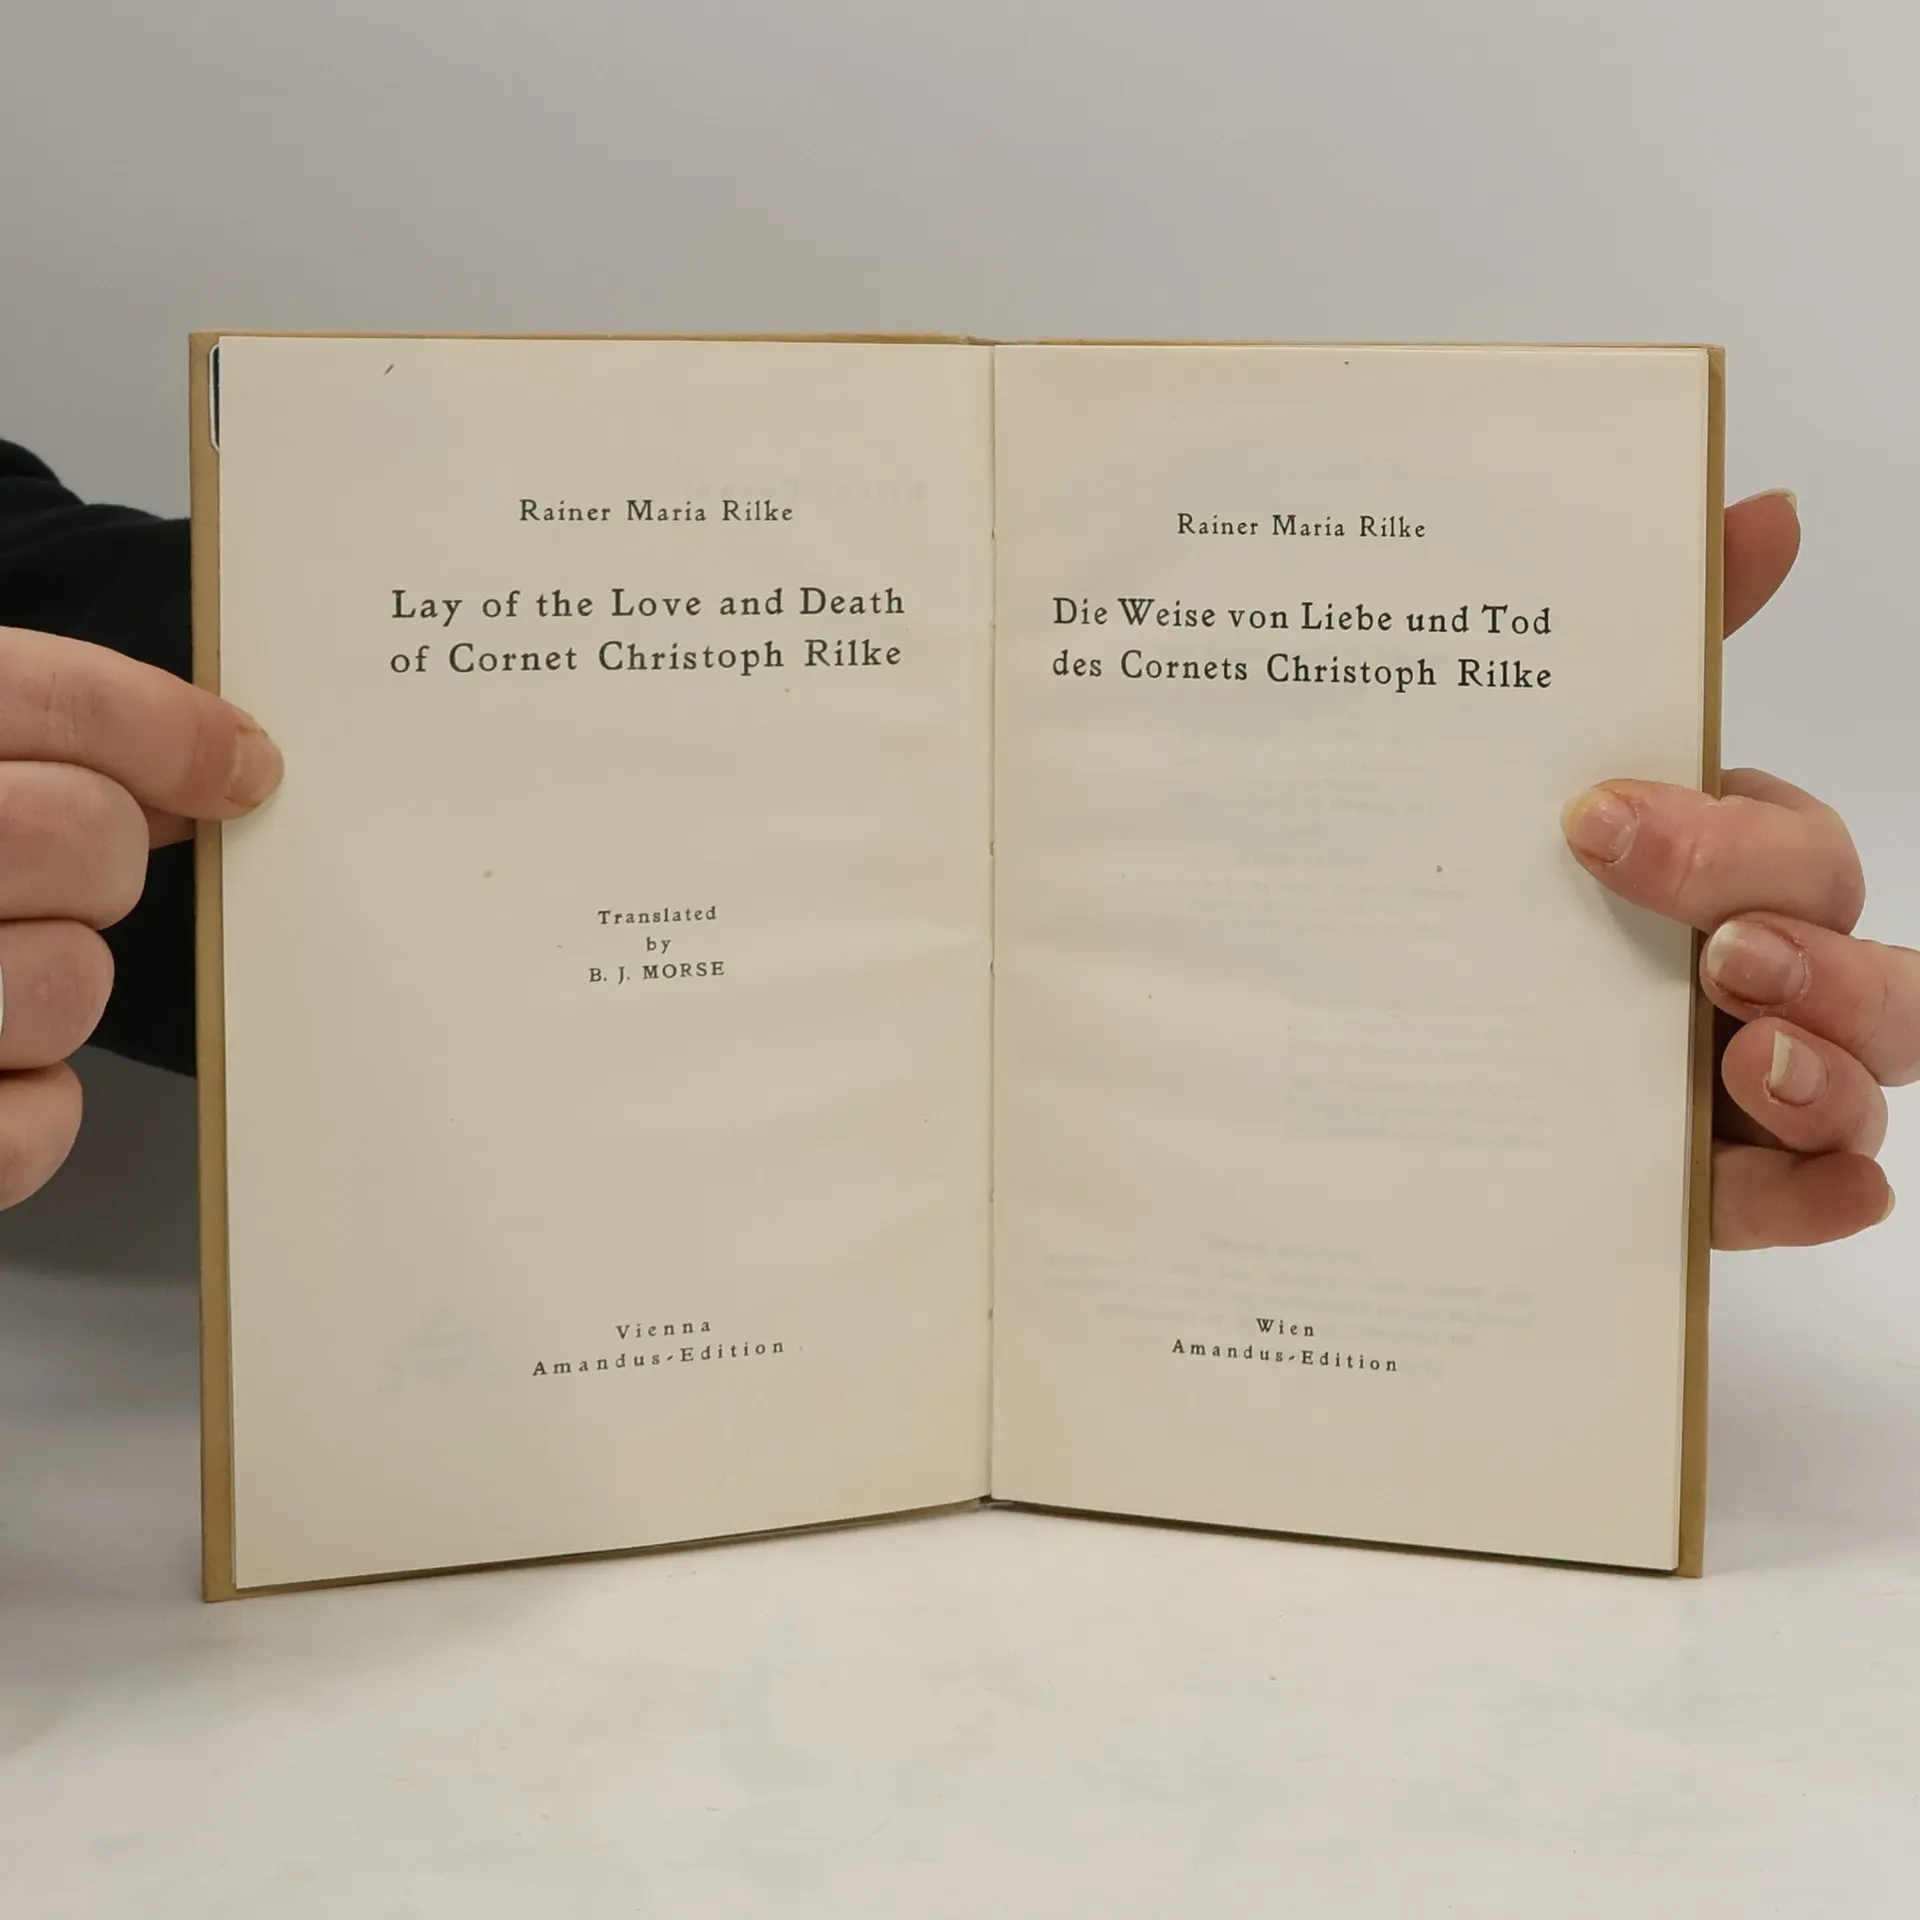 Rainer Maria Rilke
Lay of the Love and Death
of Cornet Christoph Rilke
Translated
by
B. J. MORSE
Vienna
Amandus-Edition
Rainer Maria Rilke
Die Weise von Liebe und Tod
des Cornets Christoph Rilke
Wien
Amandus-Edition